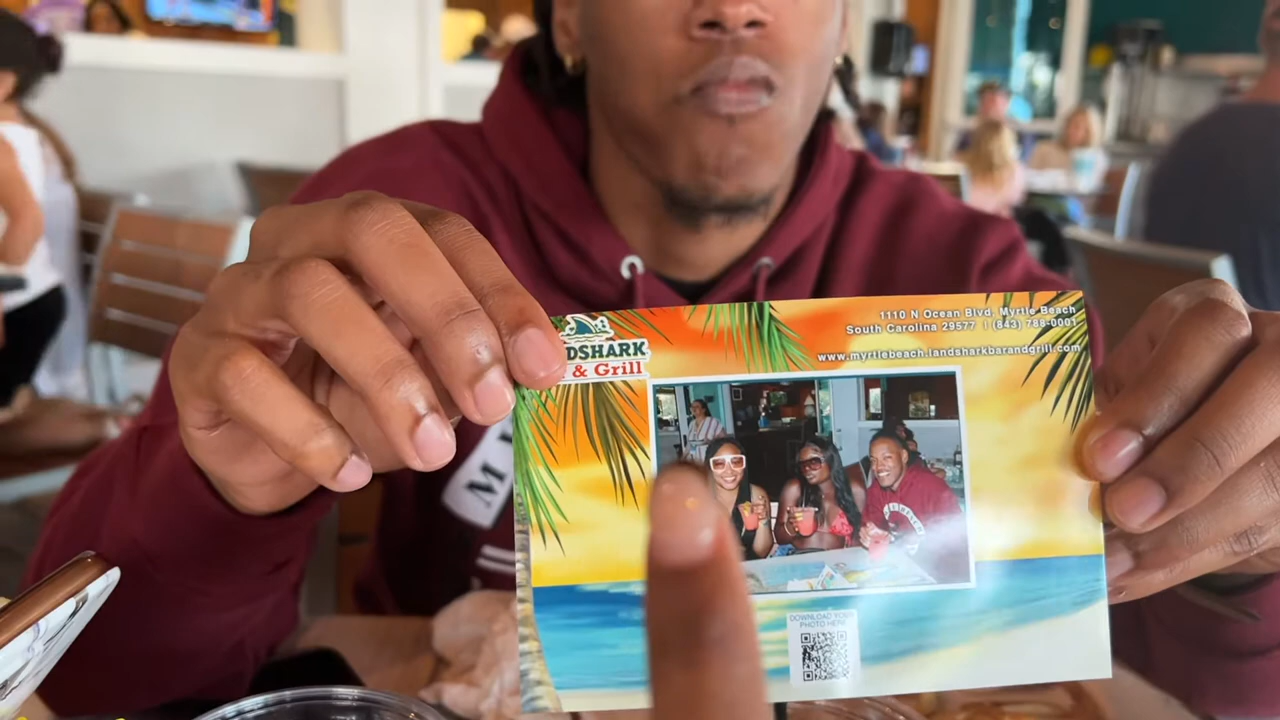 1110 N Ocean Blvd, Myrtle Beach
South Carolina 29577 | (843) 788-0001
www.myrtlebeach.landsharkbarandgrill.com
DSHARK
& Grill
DOWNLOAD YOUR
PHOTO HERE
M